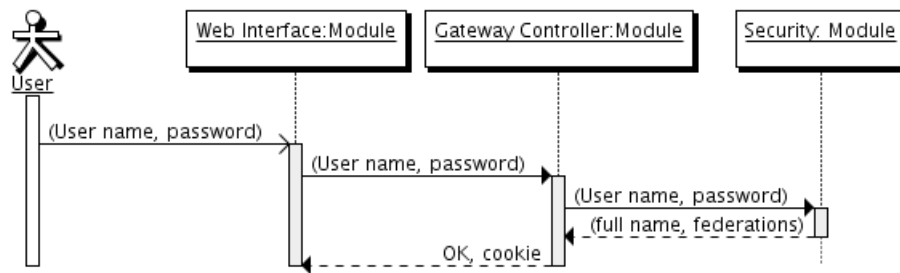 Web Interface:Module
Gateway Controller:Module
Security: Module
User
(User name, password)
(User name, password)
(User name, password)
(full name, federations)
OK, cookie